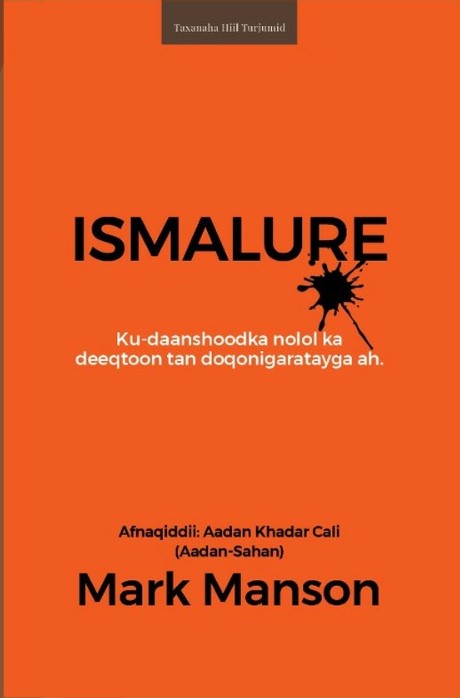 Taxanaha Hiil Turjumid
ISMALURE
Ku-daanshoodka nolol ka
deeqtoon tan doqonigaratayga ah.
Afnaqiddii: Aadan Khadar Cali
(Aadan-Sahan)
Mark Manson